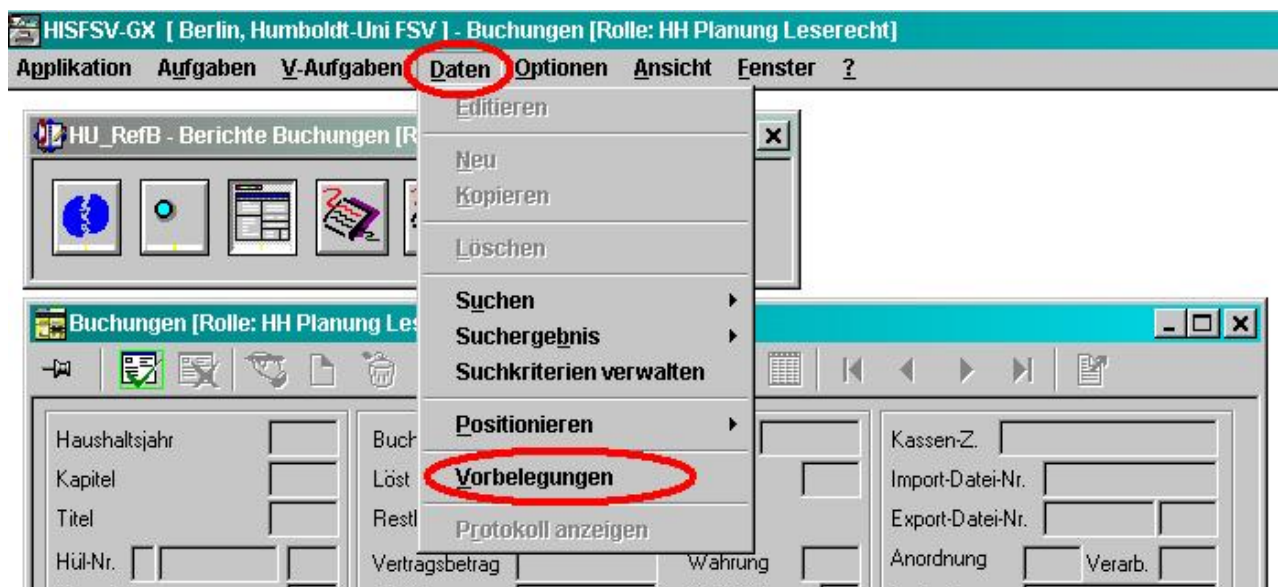 HISFSV-GX [ Berlin, Humboldt-Uni FSV ] - Buchungen [Rolle: HH Planung Leserecht]
Applikation Aufgaben V-Aufgaben Daten Optionen Ansicht Fenster ?
HU_RefB - Berichte Buchungen [R
Editieren
Neu
Kopieren
Löschen
Suchen
Suchergebnis
Suchkriterien verwalten
Positionieren
Vorbelegungen
Protokoll anzeigen
Buchungen [Rolle: HH Planung Les
Haushaltsjahr
Kapitel
Titel
Hül-Nr.
Buch
Löst
Restl
Vertragsbetrag Währung
Kassen-Z.
Import-Datei-Nr.
Export-Datei-Nr.
Anordnung Verarb.